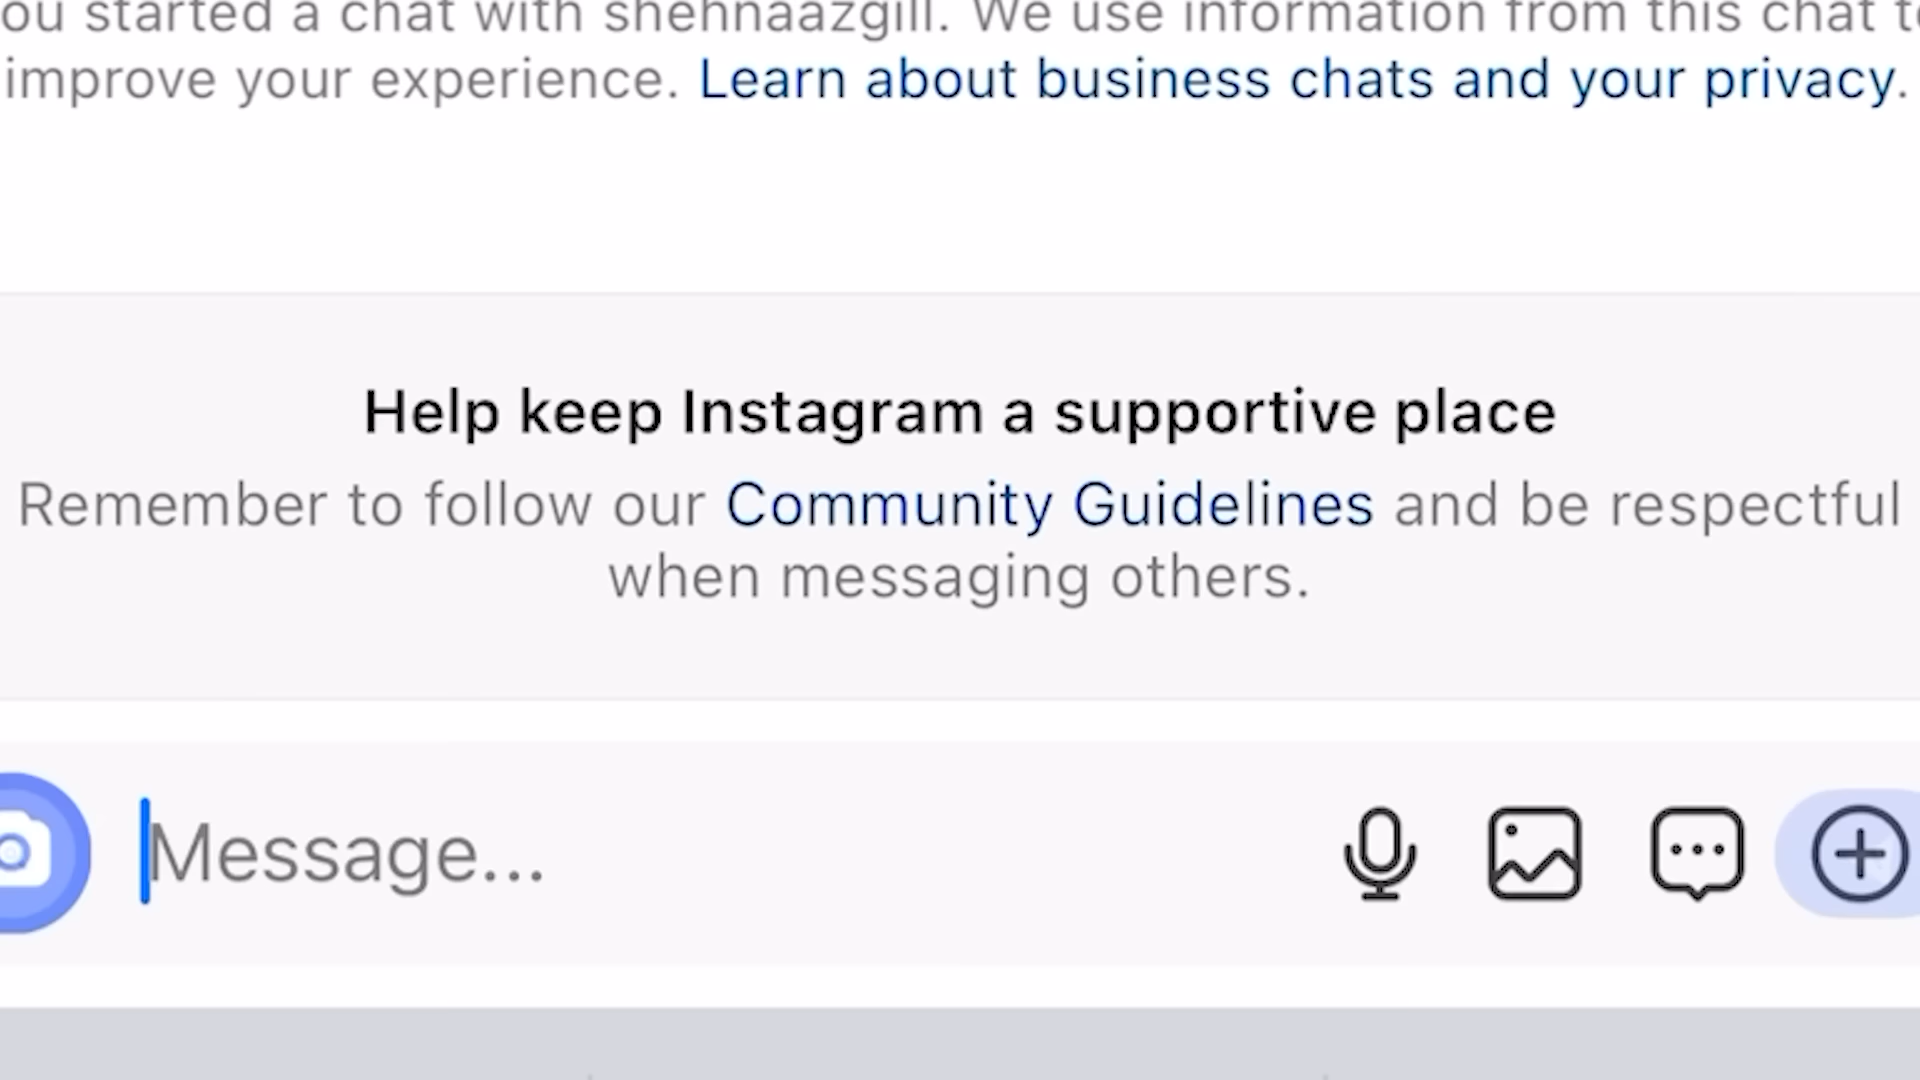 ou started a chat with shehnaazgill. We use information from this chat to
improve your experience. Learn about business chats and your privacy.
Help keep Instagram a supportive place
Remember to follow our Community Guidelines and be respectful
when messaging others.
Message...